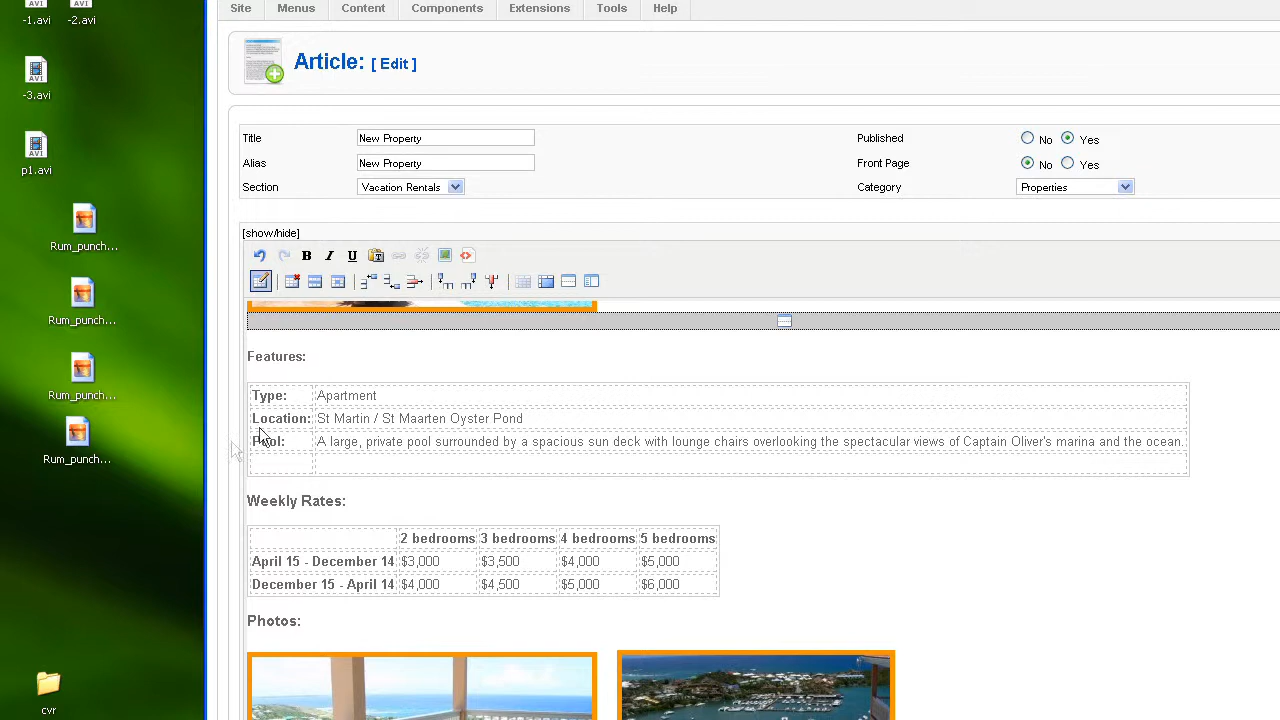 -1.avi
-2.avi
Site Menus Content Components Extensions Tools Help
Article: [ Edit ]
AVI
-3.avi
Title New Property Published No Yes
AVI
p1.avi
Alias New Property Front Page No Yes
Section Vacation Rentals Category Properties
[show/hide]
B I U
Rum_punch...
Rum_punch...
Rum_punch...
Rum_punch...
Features:
Type: Apartment
Location: St Martin / St Maarten Oyster Pond
Pool: A large, private pool surrounded by a spacious sun deck with lounge chairs overlooking the spectacular views of Captain Oliver's marina and the ocean.
Weekly Rates:
2 bedrooms 3 bedrooms 4 bedrooms 5 bedrooms
April 15 - December 14 $3,000 $3,500 $4,000 $5,000
December 15 - April 14 $4,000 $4,500 $5,000 $6,000
Photos:
cvr